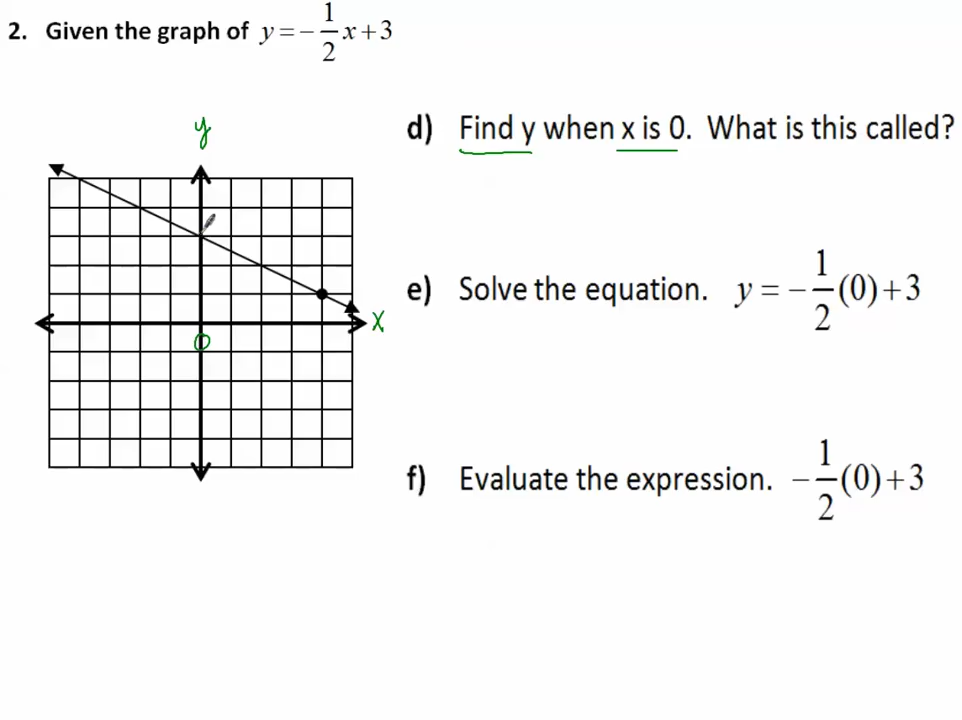 2. Given the graph of y = -1/2 x + 3
y
d) Find y when x is 0. What is this called?
e) Solve the equation. y = -1/2 (0) + 3
x
0
f) Evaluate the expression. -1/2 (0) + 3